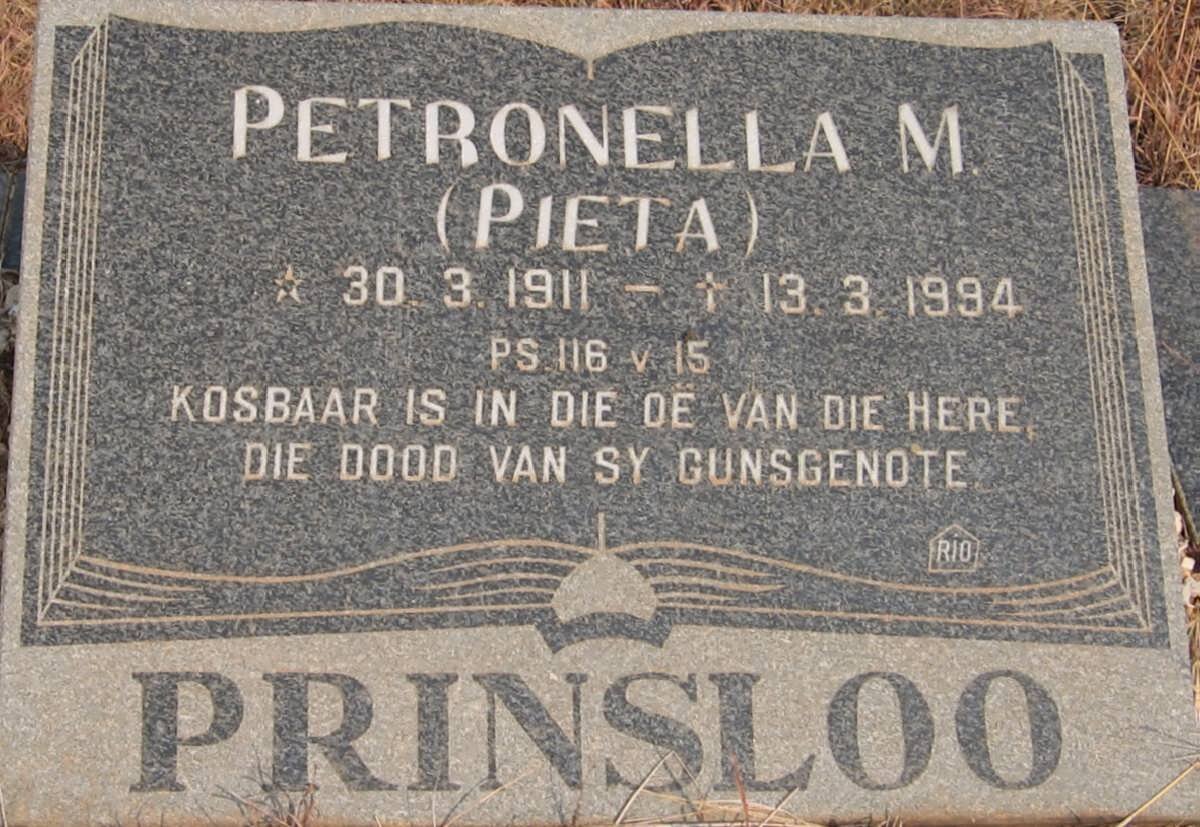 PETRONELLA M.
(PIETA)
☆ 30. 3. 1911 – † 13. 3. 1994
PS. 116 v 15
KOSBAAR IS IN DIE OË VAN DIE HERE,
DIE DOOD VAN SY GUNSGENOTE.
RIO
PRINSLOO